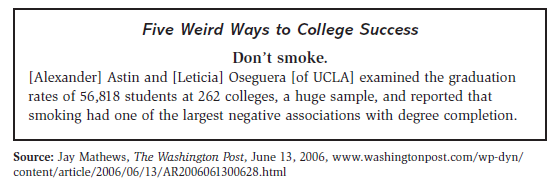 Five Weird Ways to College Success
Don't smoke.
[Alexander] Astin and [Leticia] Oseguera [of UCLA] examined the graduation
rates of 56,818 students at 262 colleges, a huge sample, and reported that
smoking had one of the largest negative associations with degree completion.
Source: Jay Mathews, The Washington Post, June 13, 2006, www.washingtonpost.com/wp-dyn/
content/article/2006/06/13/AR2006061300628.html